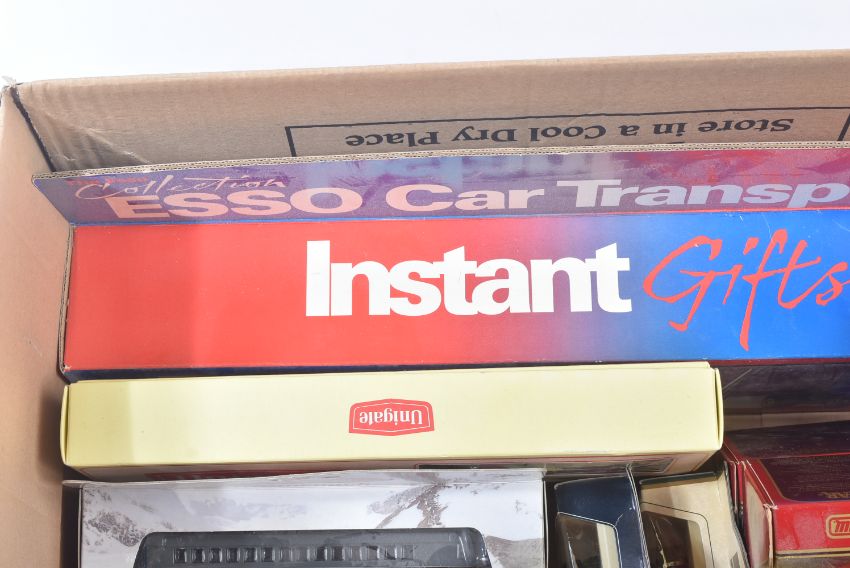 Store in a Cool Dry Place
Collection
ESSO Car Transp
Instant Gifts
Unigate